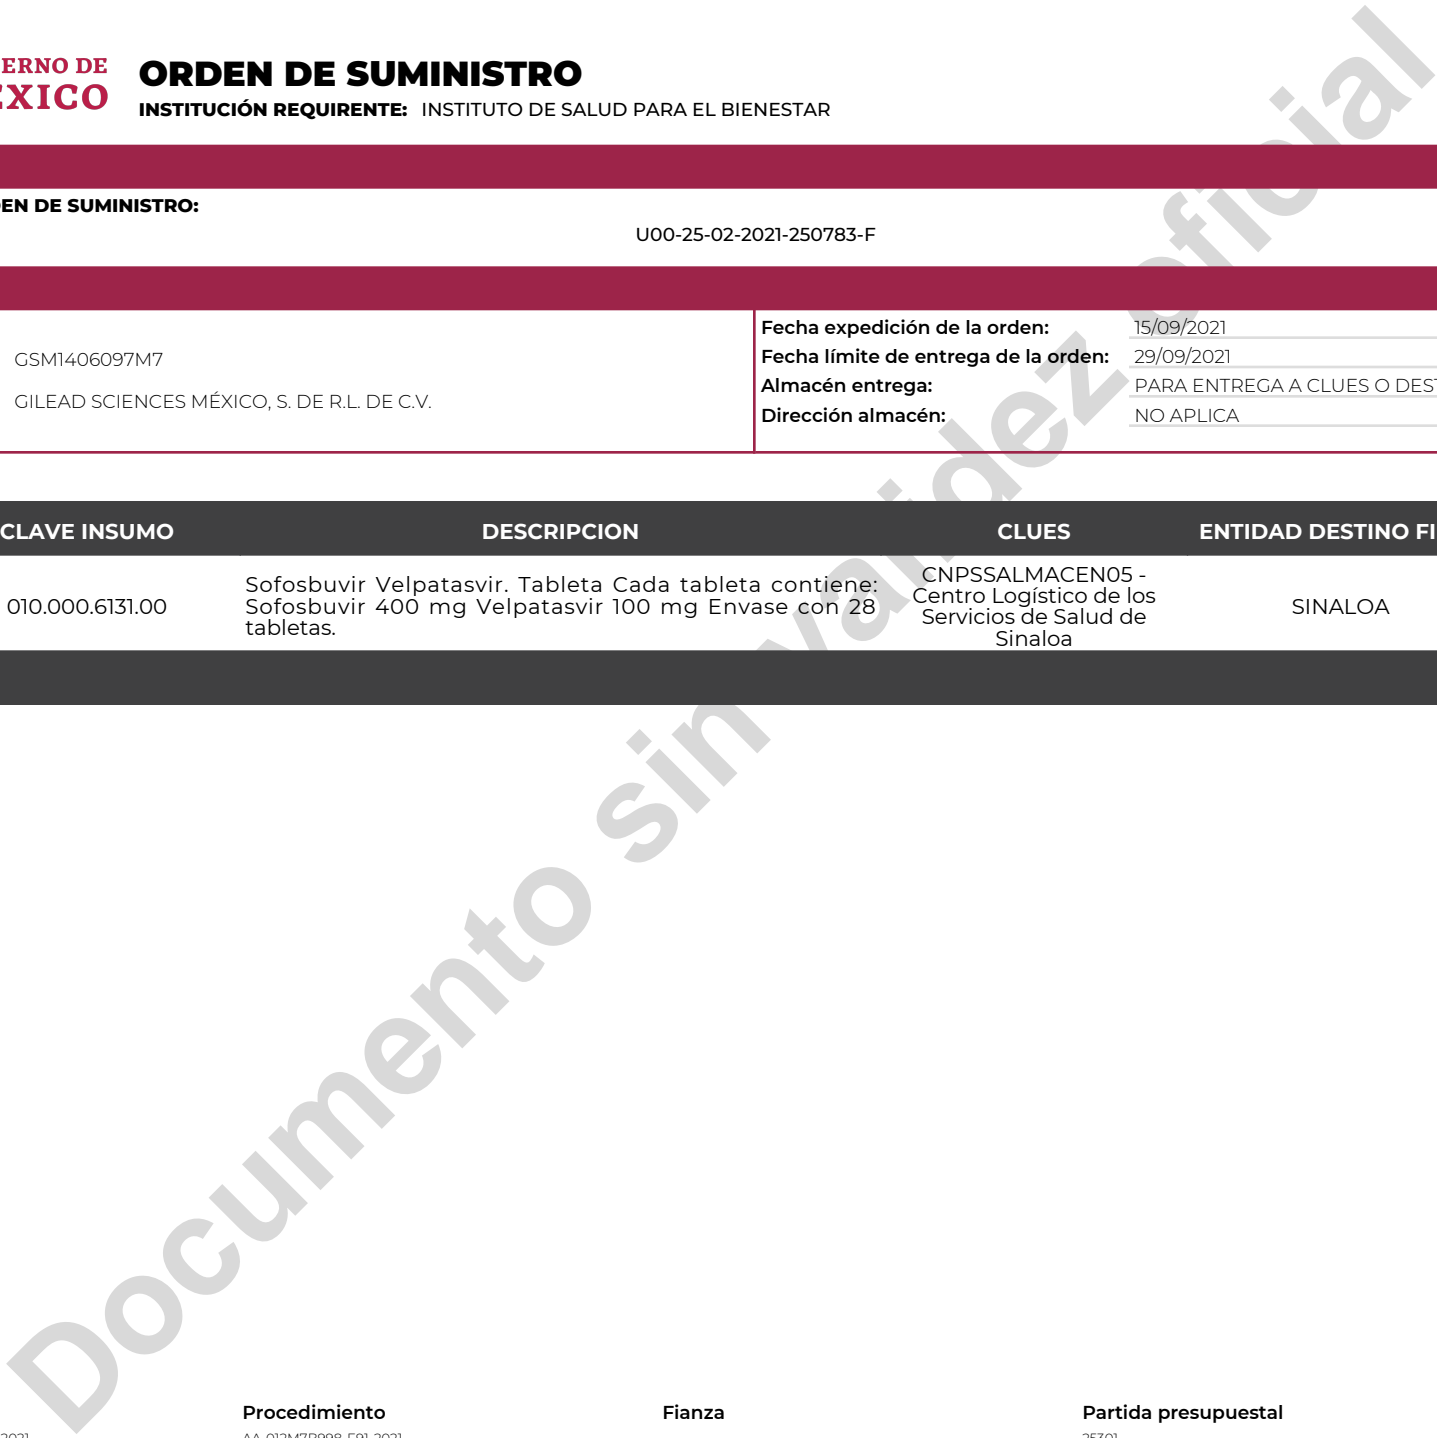 ERNO DE
ÉXICO
ORDEN DE SUMINISTRO
INSTITUCIÓN REQUIRENTE: INSTITUTO DE SALUD PARA EL BIENESTAR
EN DE SUMINISTRO:
U00-25-02-2021-250783-F
GSM1406097M7
GILEAD SCIENCES MÉXICO, S. DE R.L. DE C.V.
Fecha expedición de la orden: 15/09/2021
Fecha límite de entrega de la orden: 29/09/2021
Almacén entrega: PARA ENTREGA A CLUES O DEST
Dirección almacén: NO APLICA
CLAVE INSUMO DESCRIPCION CLUES ENTIDAD DESTINO FI
010.000.6131.00
Sofosbuvir Velpatasvir. Tableta Cada tableta contiene:
Sofosbuvir 400 mg Velpatasvir 100 mg Envase con 28
tabletas.
CNPSSALMACEN05 -
Centro Logístico de los
Servicios de Salud de
Sinaloa
SINALOA
Documento sin validez oficial
Procedimiento Fianza Partida presupuestal